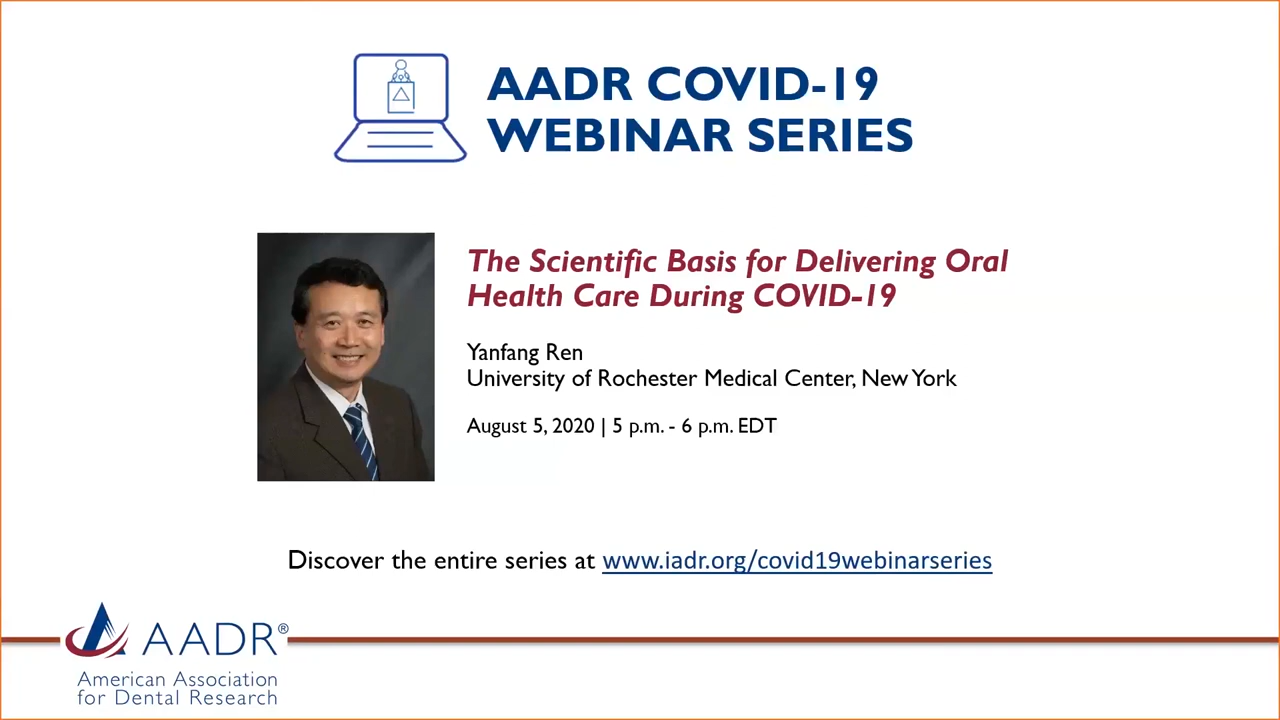 AADR COVID-19
WEBINAR SERIES
The Scientific Basis for Delivering Oral
Health Care During COVID-19
Yanfang Ren
University of Rochester Medical Center, New York
August 5, 2020 | 5 p.m. - 6 p.m. EDT
Discover the entire series at www.iadr.org/covid19webinarseries
AADR®
American Association
for Dental Research